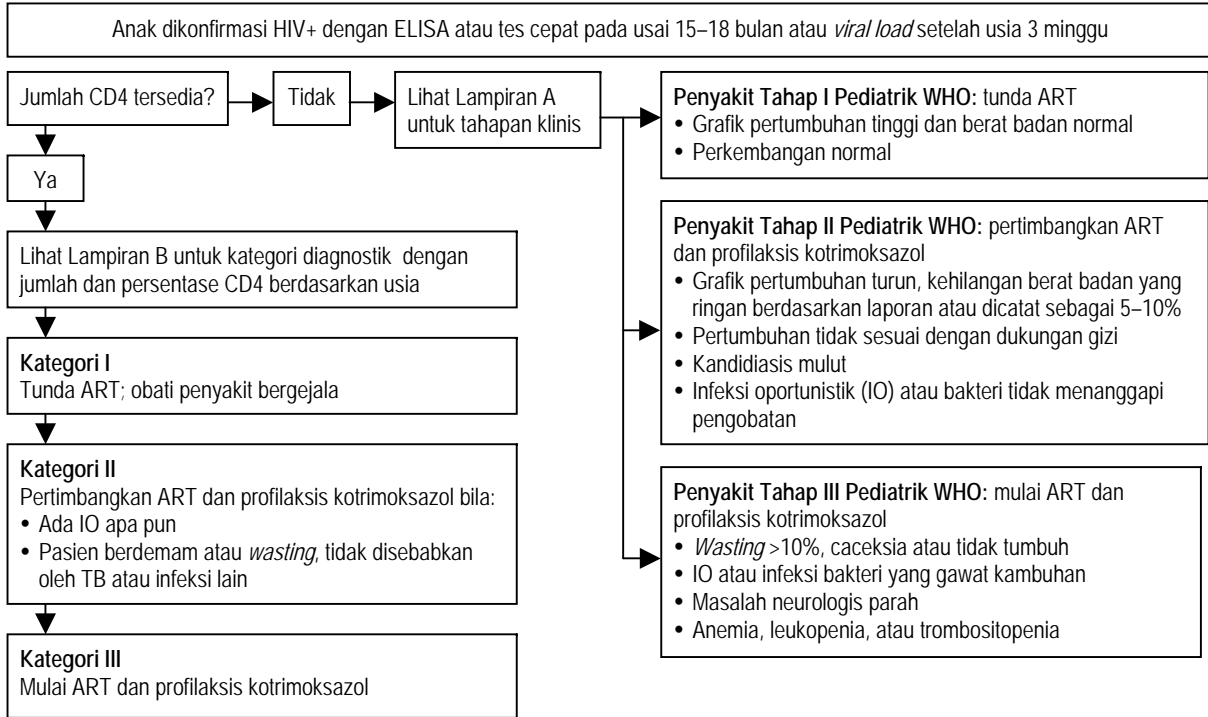 Anak dikonfirmasi HIV+ dengan ELISA atau tes cepat pada usai 15–18 bulan atau viral load setelah usia 3 minggu
Jumlah CD4 tersedia?
Tidak
Lihat Lampiran A
untuk tahapan klinis
Ya
Lihat Lampiran B untuk kategori diagnostik dengan
jumlah dan persentase CD4 berdasarkan usia
Kategori I
Tunda ART; obati penyakit bergejala
Kategori II
Pertimbangkan ART dan profilaksis kotrimoksazol bila:
• Ada IO apa pun
• Pasien berdemam atau wasting, tidak disebabkan
oleh TB atau infeksi lain
Kategori III
Mulai ART dan profilaksis kotrimoksazol
Penyakit Tahap I Pediatrik WHO: tunda ART
• Grafik pertumbuhan tinggi dan berat badan normal
• Perkembangan normal
Penyakit Tahap II Pediatrik WHO: pertimbangkan ART
dan profilaksis kotrimoksazol
• Grafik pertumbuhan turun, kehilangan berat badan yang
ringan berdasarkan laporan atau dicatat sebagai 5–10%
• Pertumbuhan tidak sesuai dengan dukungan gizi
• Kandidiasis mulut
• Infeksi oportunistik (IO) atau bakteri tidak menanggapi
pengobatan
Penyakit Tahap III Pediatrik WHO: mulai ART dan
profilaksis kotrimoksazol
• Wasting >10%, caceksia atau tidak tumbuh
• IO atau infeksi bakteri yang gawat kambuhan
• Masalah neurologis parah
• Anemia, leukopenia, atau trombositopenia